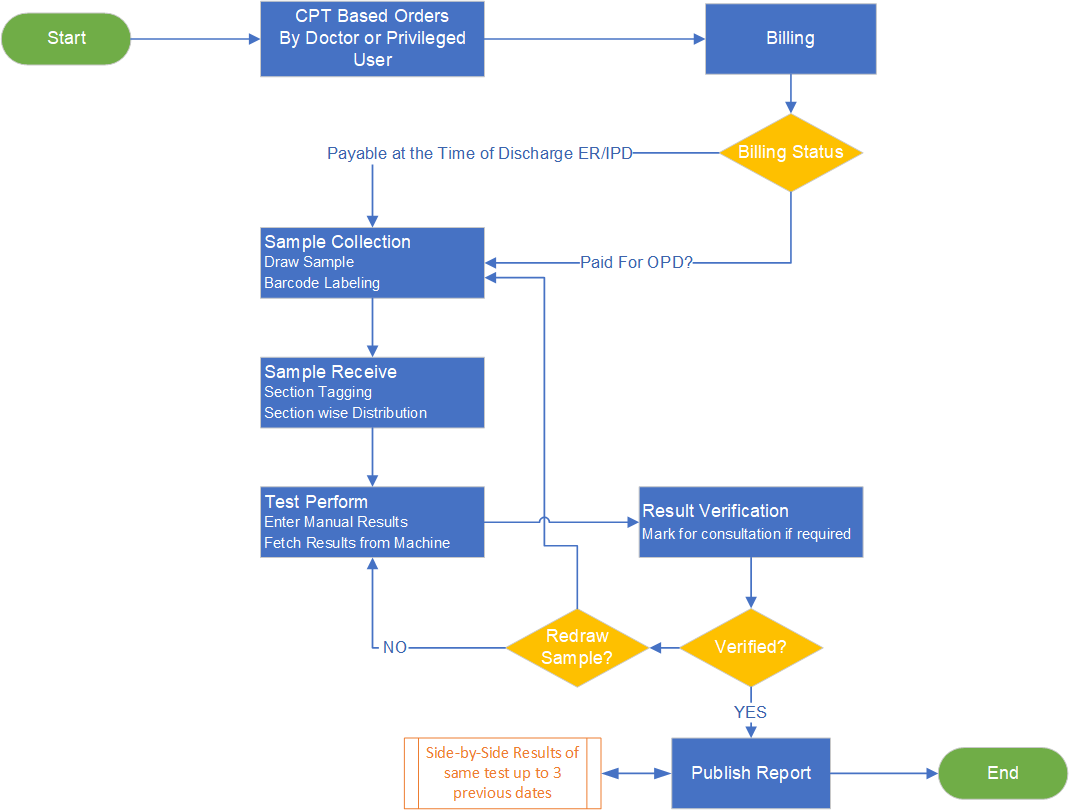 Start
CPT Based Orders
By Doctor or Privileged
User
Billing
Billing Status
Payable at the Time of Discharge ER/IPD
Sample Collection
Draw Sample
Barcode Labeling
Paid For OPD?
Sample Receive
Section Tagging
Section wise Distribution
Test Perform
Enter Manual Results
Fetch Results from Machine
Result Verification
Mark for consultation if required
NO
Redraw
Sample?
Verified?
YES
Side-by-Side Results of
same test up to 3
previous dates
Publish Report
End